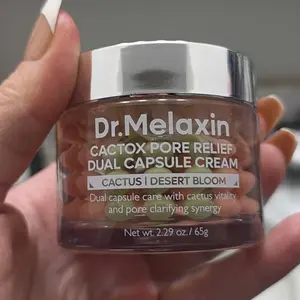 Dr.Melaxin
CACTOX PORE RELIEF
DUAL CAPSULE CREAM
CACTUS | DESERT BLOOM
Dual capsule care with cactus vitality
and pore clarifying synergy
Net wt. 2.29 oz. / 65g